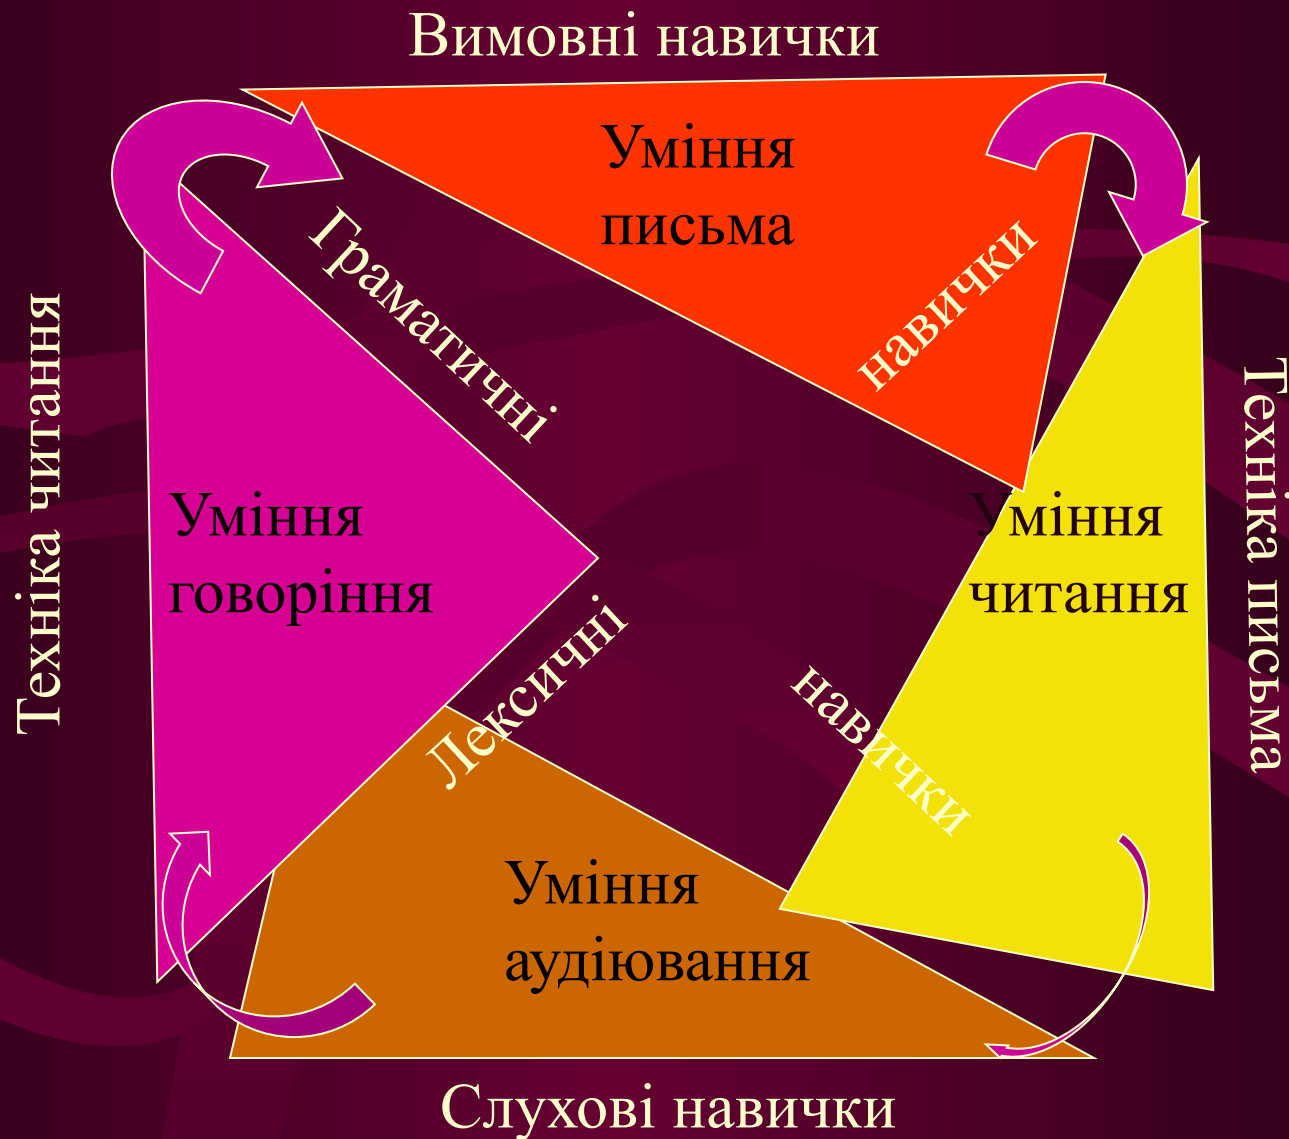 Вимовні навички
Уміння
письма
Граматичні
навички
Техніка читання
Техніка письма
Уміння
говоріння
Уміння
читання
Лексичні
навички
Уміння
аудіювання
Слухові навички